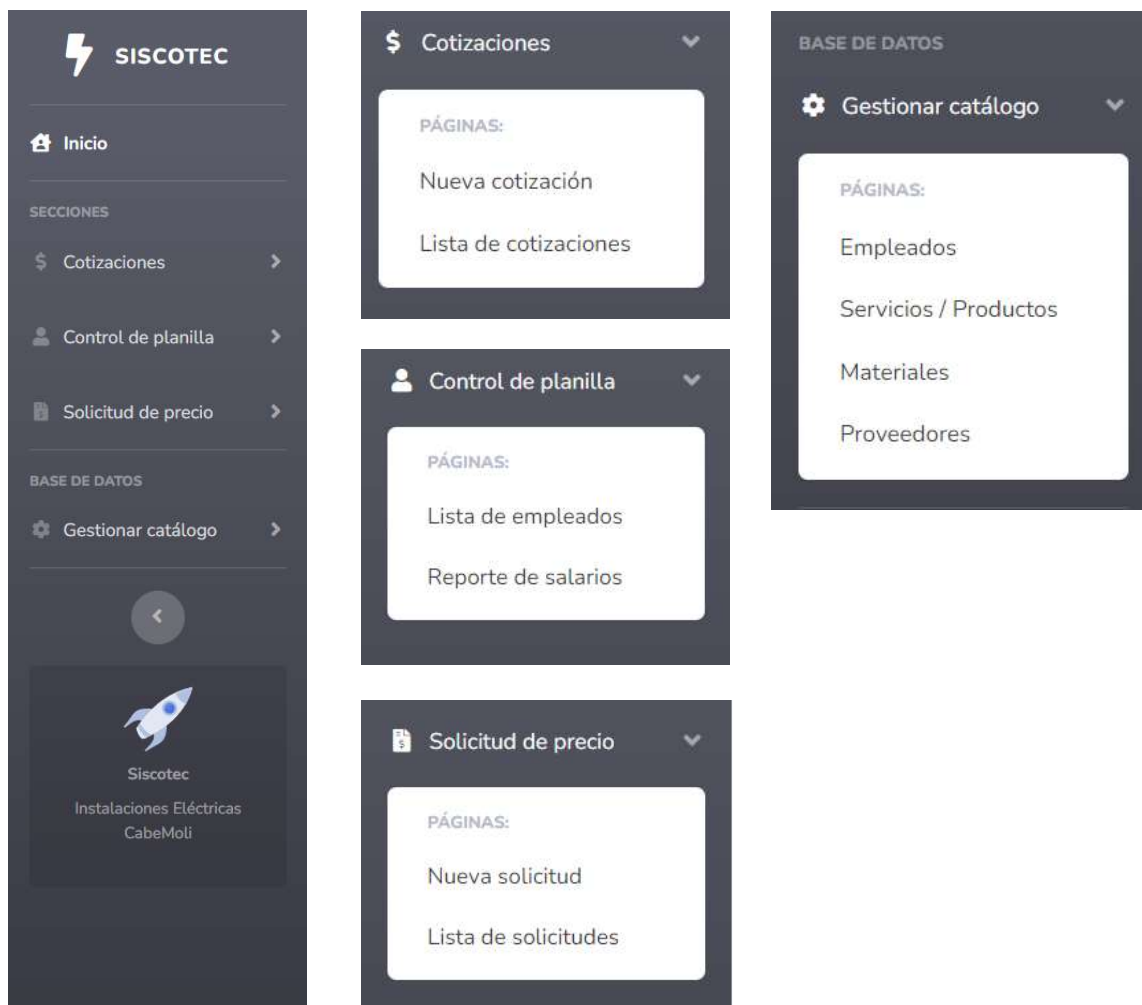 SISCOTEC
Inicio
SECCIONES
Cotizaciones
Control de planilla
Solicitud de precio
BASE DE DATOS
Gestionar catálogo
Siscotec
Instalaciones Eléctricas
CabeMoli
Cotizaciones
PÁGINAS:
Nueva cotización
Lista de cotizaciones
Control de planilla
PÁGINAS:
Lista de empleados
Reporte de salarios
Solicitud de precio
PÁGINAS:
Nueva solicitud
Lista de solicitudes
BASE DE DATOS
Gestionar catálogo
PÁGINAS:
Empleados
Servicios / Productos
Materiales
Proveedores